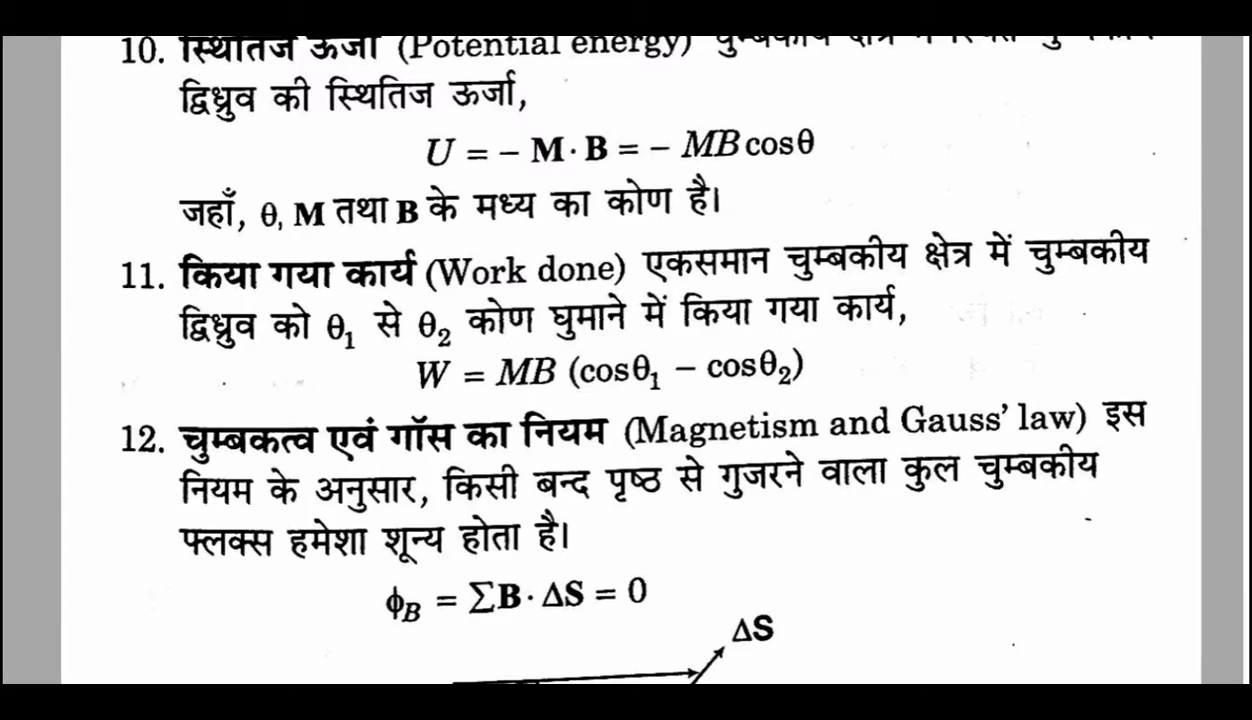 10. स्थितिज ऊर्जा (Potential energy) चुम्बकीय क्षेत्र में स्थित
द्विध्रुव की स्थितिज ऊर्जा,
U = − M · B = − MB cosθ
जहाँ, θ, M तथा B के मध्य का कोण है।
11. किया गया कार्य (Work done) एकसमान चुम्बकीय क्षेत्र में चुम्बकीय
द्विध्रुव को θ₁ से θ₂ कोण घुमाने में किया गया कार्य,
W = MB (cosθ₁ − cosθ₂)
12. चुम्बकत्व एवं गॉस का नियम (Magnetism and Gauss' law) इस
नियम के अनुसार, किसी बन्द पृष्ठ से गुजरने वाला कुल चुम्बकीय
फ्लक्स हमेशा शून्य होता है।
ϕB = ΣB · ΔS = 0
ΔS